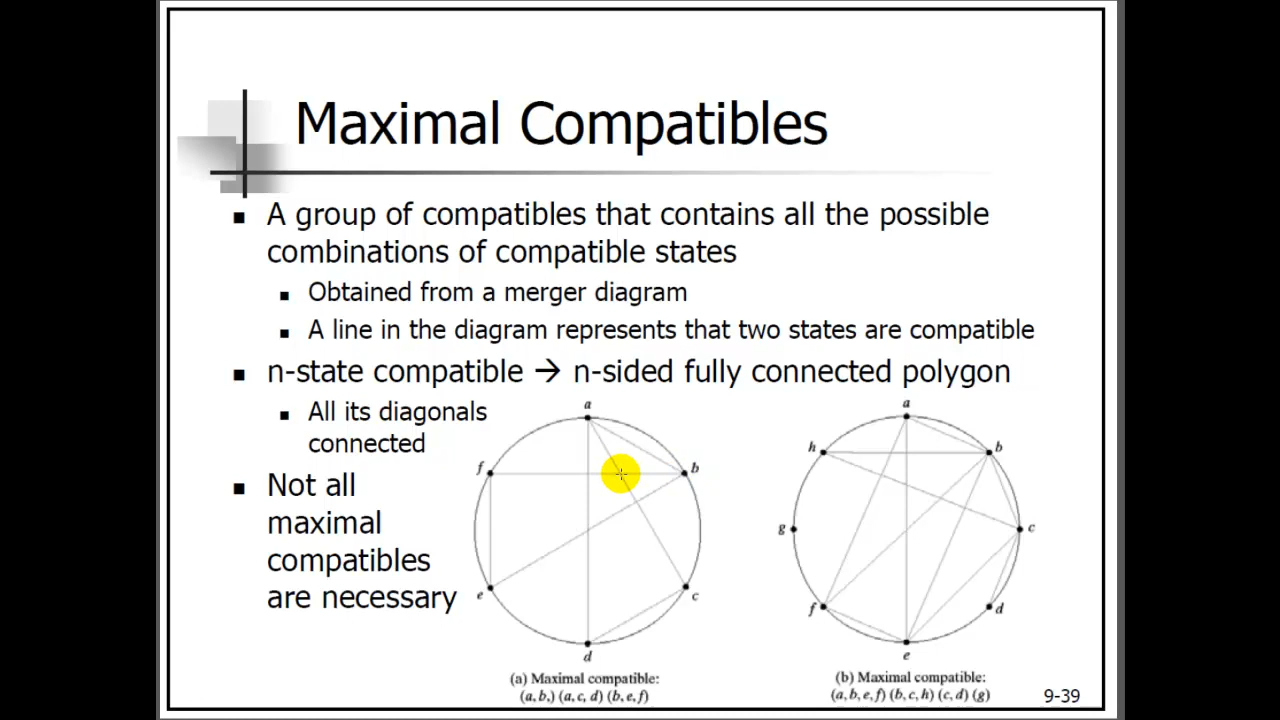 Maximal Compatibles
■ A group of compatibles that contains all the possible
combinations of compatible states
■ Obtained from a merger diagram
■ A line in the diagram represents that two states are compatible
■ n-state compatible → n-sided fully connected polygon
■ All its diagonals
connected
■ Not all
maximal
compatibles
are necessary
a
b
c
d
e
f
(a) Maximal compatible:
(a, b,) (a, c, d) (b, e, f)
a
b
c
d
e
f
g
h
(b) Maximal compatible:
(a, b, e, f) (b, c, h) (c, d) (g)
9-39